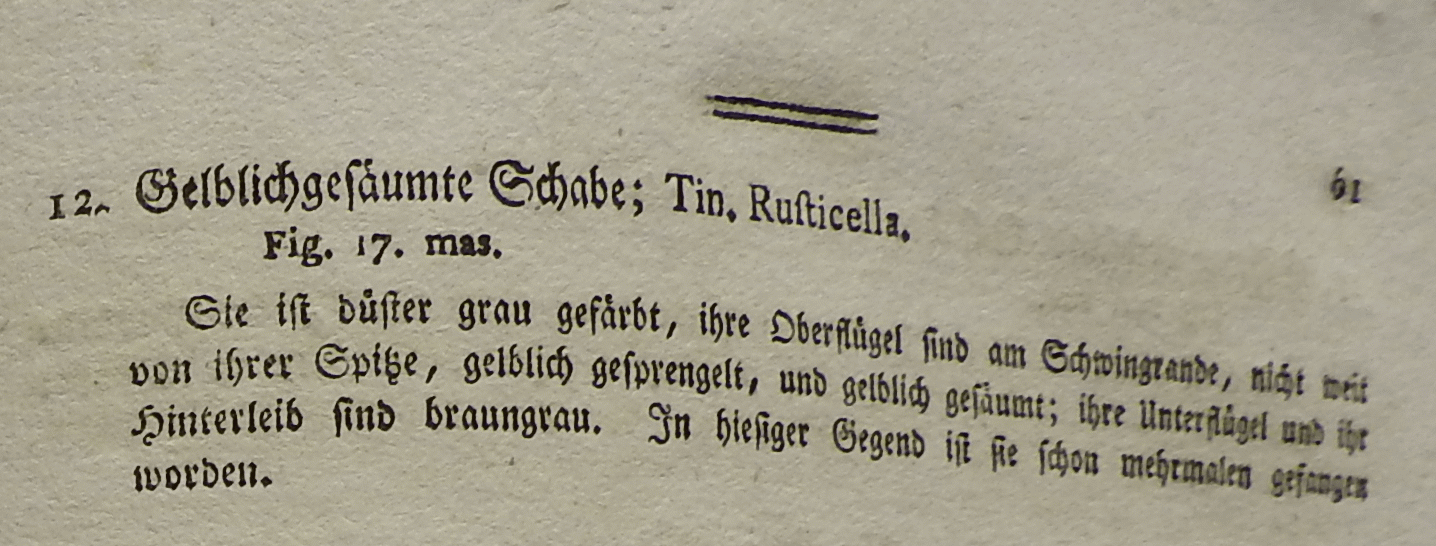 61
12. Gelblichgeſäumte Schabe; Tin. Ruſticella.
Fig. 17. mas.
Sie iſt düſter grau gefärbt, ihre Oberflügel ſind am Schwingrande, nicht weit
von ihrer Spitze, gelblich geſprengelt, und gelblich geſäumt; ihre Unterflügel und ihr
Hinterleib ſind braungrau. In hieſiger Gegend iſt ſie ſchon mehrmalen gefangen
worden.